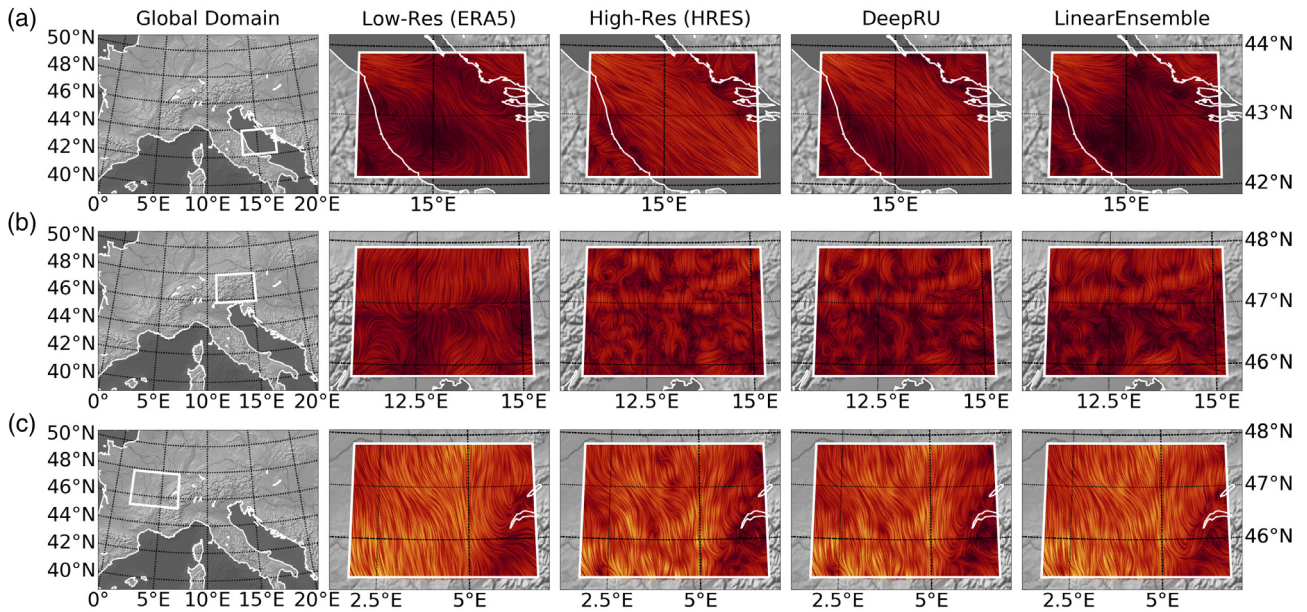 (a) Global Domain Low-Res (ERA5) High-Res (HRES) DeepRU LinearEnsemble
50°N 44°N
48°N
46°N
44°N 43°N
42°N
40°N 42°N
0° 5°E 10°E 15°E 20°E 15°E 15°E 15°E 15°E
(b)
50°N 48°N
48°N
46°N 47°N
44°N
42°N 46°N
40°N
0° 5°E 10°E 15°E 20°E 12.5°E 15°E 12.5°E 15°E 12.5°E 15°E 12.5°E 15°E
(c)
50°N 48°N
48°N
46°N 47°N
44°N
42°N 46°N
40°N
0° 5°E 10°E 15°E 20°E 2.5°E 5°E 2.5°E 5°E 2.5°E 5°E 2.5°E 5°E